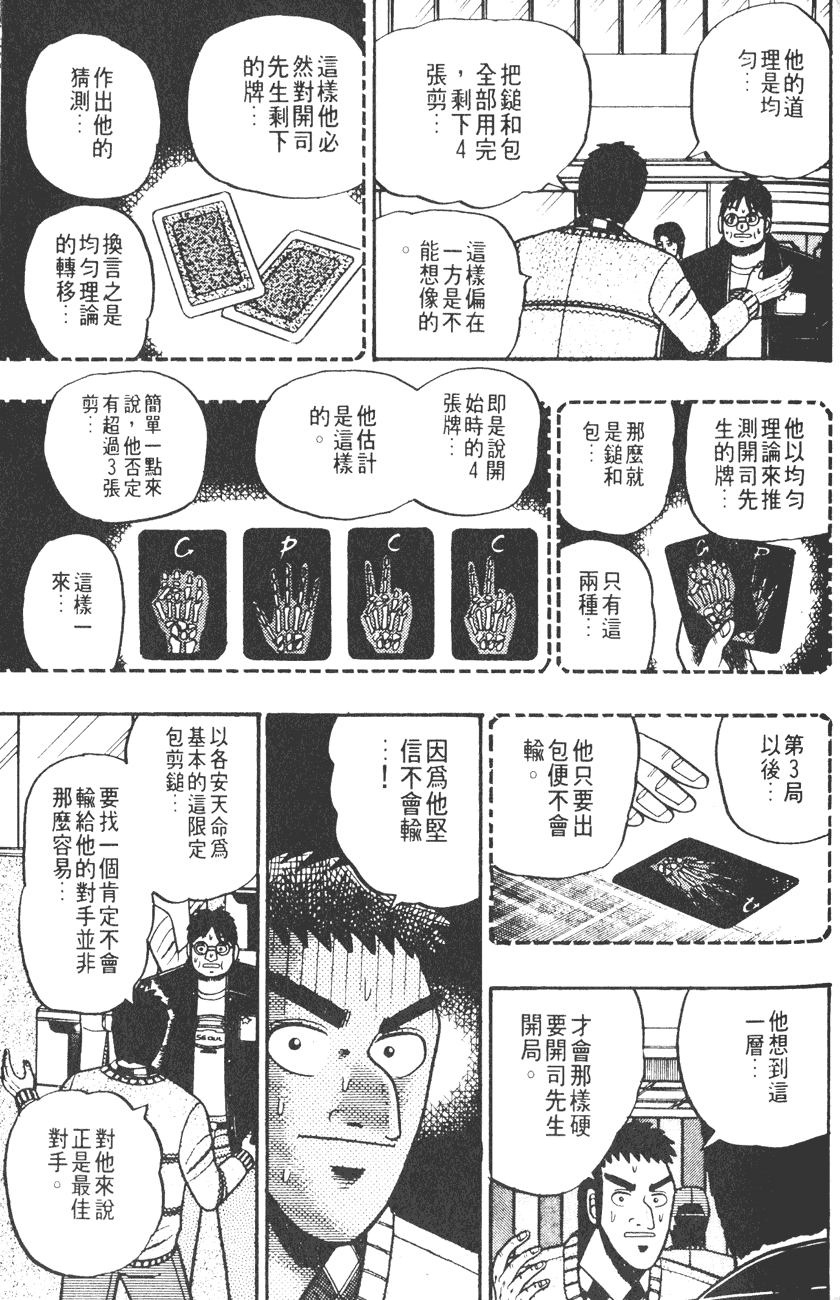 他的道
理是均
勻…
把鎚和包
全部用完
，剩下4
張剪…
這樣偏在
一方是不
能想像的
。
這樣他必
然對開司
先生剩下
的牌…
作出他的
猜測…
換言之是
均勻理論
的轉移…
他以均勻
理論來推
測開司先
生的牌…
那麼就
是鎚和
包…
只有這
兩種…
G
P
即是說開
始時的4
張牌…
他估計
是這樣
的。
簡單一點來
說，他否定
有超過3張
剪…
這樣一
來…
G
P
C
C
第3局
以後…
他只要出
包便不會
輸。
G
他想到這
一層…
才會那樣硬
要開司先生
開局。
因爲他堅
信不會輸
…！
以各安天命爲
基本的這限定
包剪鎚…
要找一個肯定不會
輸給他的對手並非
那麼容易…
SEOUL
對他來說
正是最佳
對手。